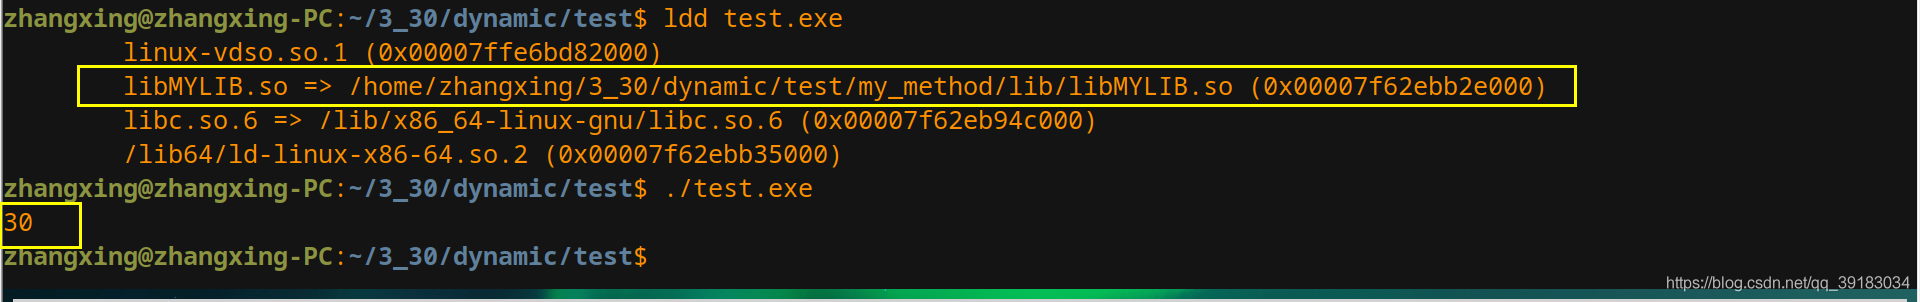 zhangxing@zhangxing-PC:~/3_30/dynamic/test$ ldd test.exe
linux-vdso.so.1 (0x00007ffe6bd82000)
libMYLIB.so => /home/zhangxing/3_30/dynamic/test/my_method/lib/libMYLIB.so (0x00007f62ebb2e000)
libc.so.6 => /lib/x86_64-linux-gnu/libc.so.6 (0x00007f62eb94c000)
/lib64/ld-linux-x86-64.so.2 (0x00007f62ebb35000)
zhangxing@zhangxing-PC:~/3_30/dynamic/test$ ./test.exe
30
zhangxing@zhangxing-PC:~/3_30/dynamic/test$
https://blog.csdn.net/qq_39183034